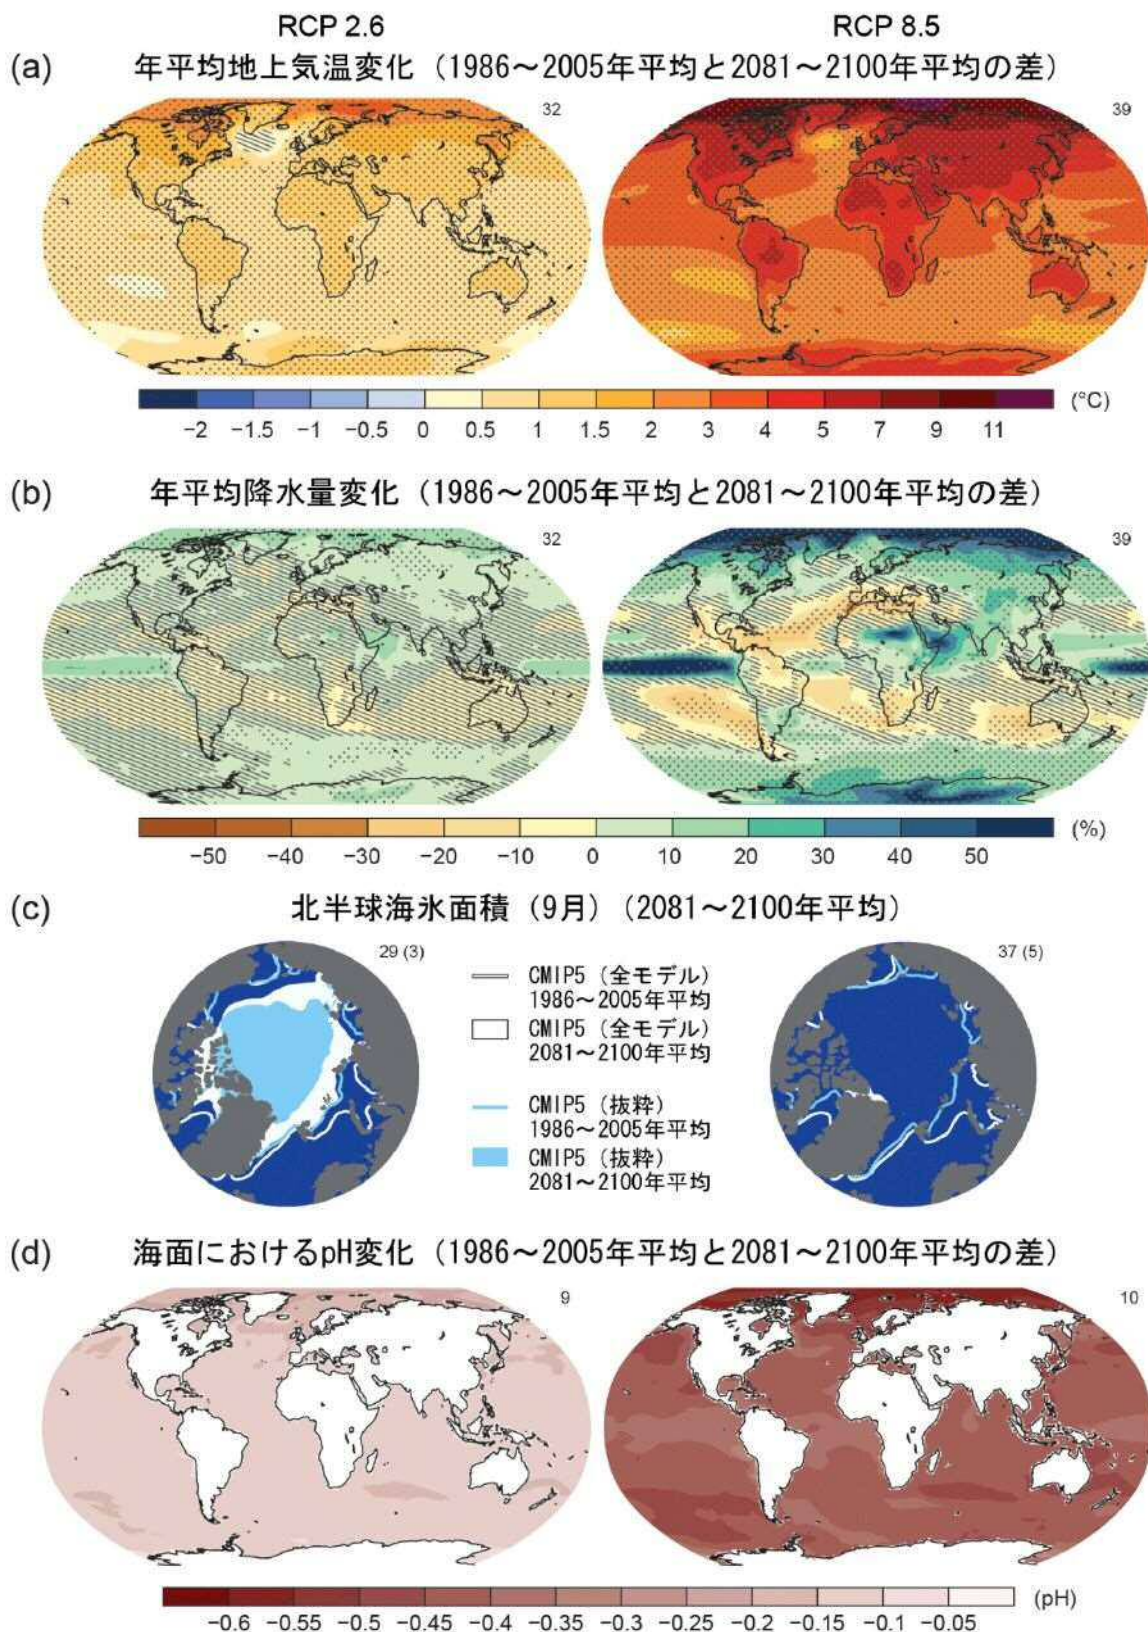 RCP 2.6 RCP 8.5
(a) 年平均地上気温変化（1986～2005年平均と2081～2100年平均の差）
32 39
(°C)
−2 −1.5 −1 −0.5 0 0.5 1 1.5 2 3 4 5 7 9 11
(b) 年平均降水量変化（1986～2005年平均と2081～2100年平均の差）
32 39
(%)
−50 −40 −30 −20 −10 0 10 20 30 40 50
(c) 北半球海氷面積（9月）（2081～2100年平均）
29 (3) 37 (5)
CMIP5（全モデル）
1986～2005年平均
CMIP5（全モデル）
2081～2100年平均
CMIP5（抜粋）
1986～2005年平均
CMIP5（抜粋）
2081～2100年平均
(d) 海面におけるpH変化（1986～2005年平均と2081～2100年平均の差）
9 10
(pH)
−0.6 −0.55 −0.5 −0.45 −0.4 −0.35 −0.3 −0.25 −0.2 −0.15 −0.1 −0.05